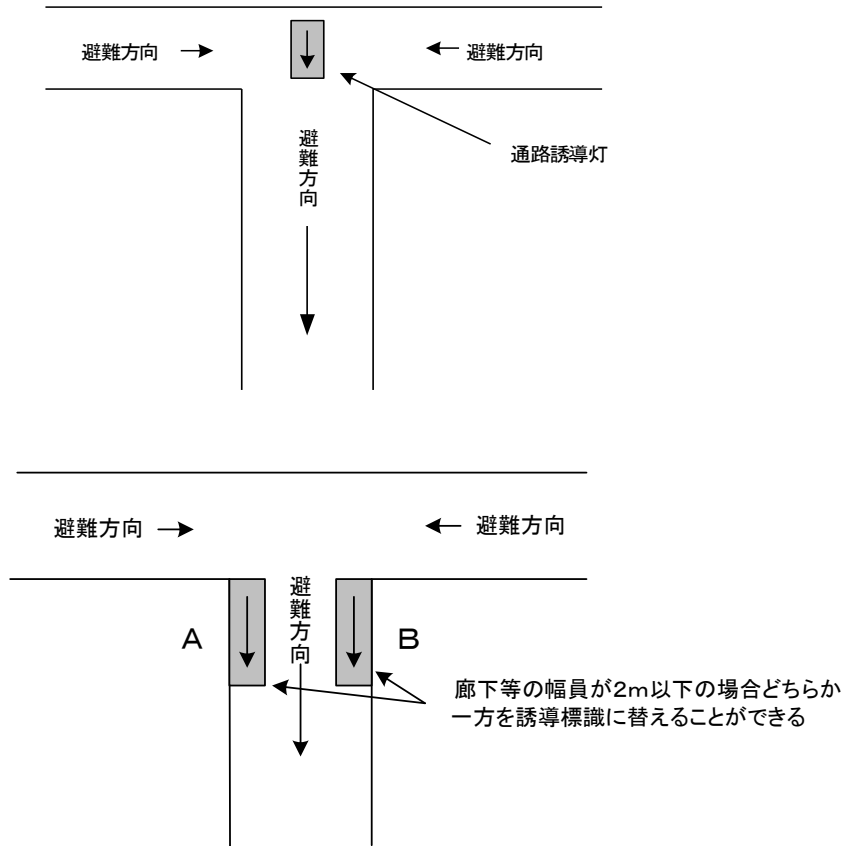 避難方向
避難方向
通路誘導灯
避難方向
避難方向
避難方向
避難方向
A
B
廊下等の幅員が2m以下の場合どちらか
一方を誘導標識に替えることができる